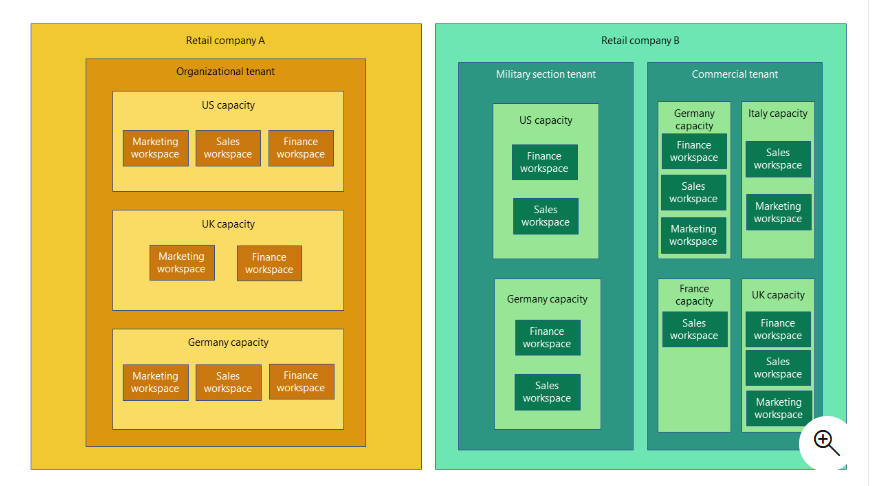 Retail company A
Organizational tenant
US capacity
Marketing
workspace
Sales
workspace
Finance
workspace
UK capacity
Marketing
workspace
Finance
workspace
Germany capacity
Marketing
workspace
Sales
workspace
Finance
workspace
Retail company B
Military section tenant
US capacity
Finance
workspace
Sales
workspace
Germany capacity
Finance
workspace
Sales
workspace
Commercial tenant
Germany
capacity
Finance
workspace
Sales
workspace
Marketing
workspace
Italy capacity
Sales
workspace
Marketing
workspace
France
capacity
Sales
workspace
UK capacity
Finance
workspace
Sales
workspace
Marketing
workspace